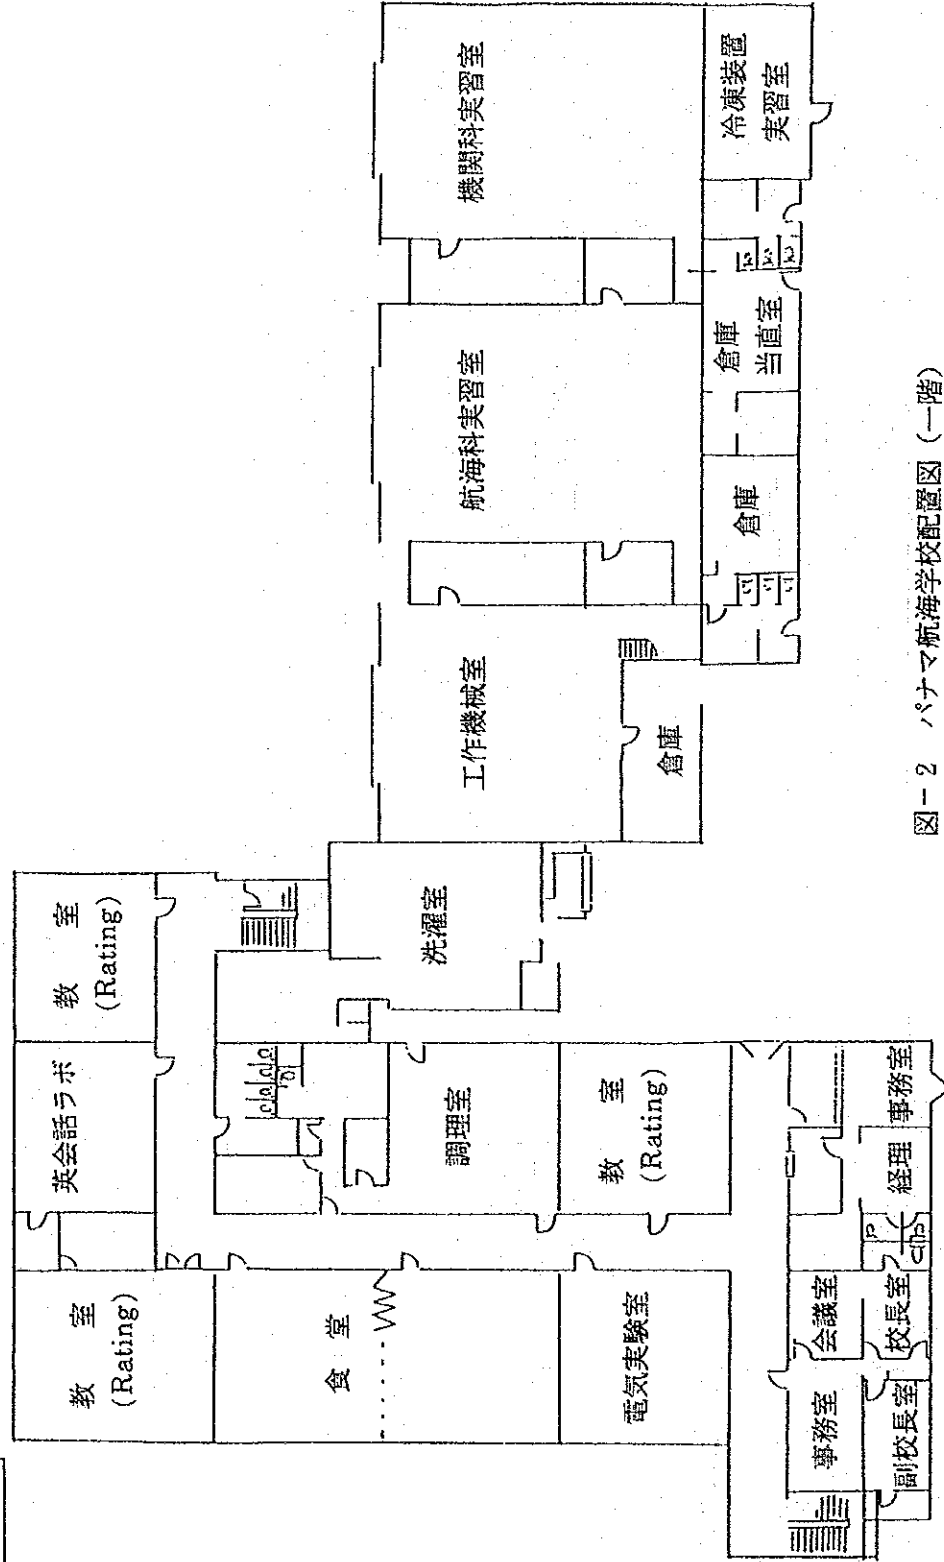 教 室
(Rating)
英会話ラボ
教 室
(Rating)
食 堂
調理室
洗濯室
工作機械室
航海科実習室
機関科実習室
電気実験室
教 室
(Rating)
倉庫
倉庫
倉庫
当直室
冷凍装置
実習室
事務室
会議室
副校長室
校長室
経理
事務室
図-2 パナマ航海学校配置図(一階)